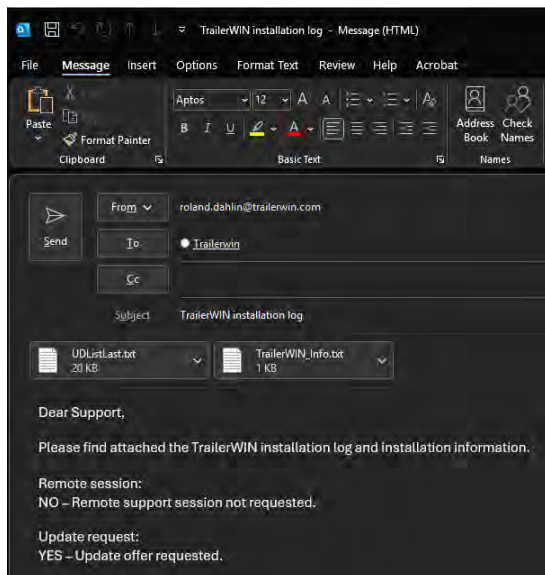 TrailerWIN installation log - Message (HTML)
File Message Insert Options Format Text Review Help Acrobat
Paste
Format Painter
Clipboard
Aptos 12 A A
B I U A
Basic Text
Address Book
Check Names
Names
Send
From
roland.dahlin@trailerwin.com
To
Trailerwin
Cc
Subject
TrailerWIN installation log
UDListLast.txt
20 KB
TrailerWIN_Info.txt
1 KB
Dear Support,
Please find attached the TrailerWIN installation log and installation information.
Remote session:
NO – Remote support session not requested.
Update request:
YES – Update offer requested.